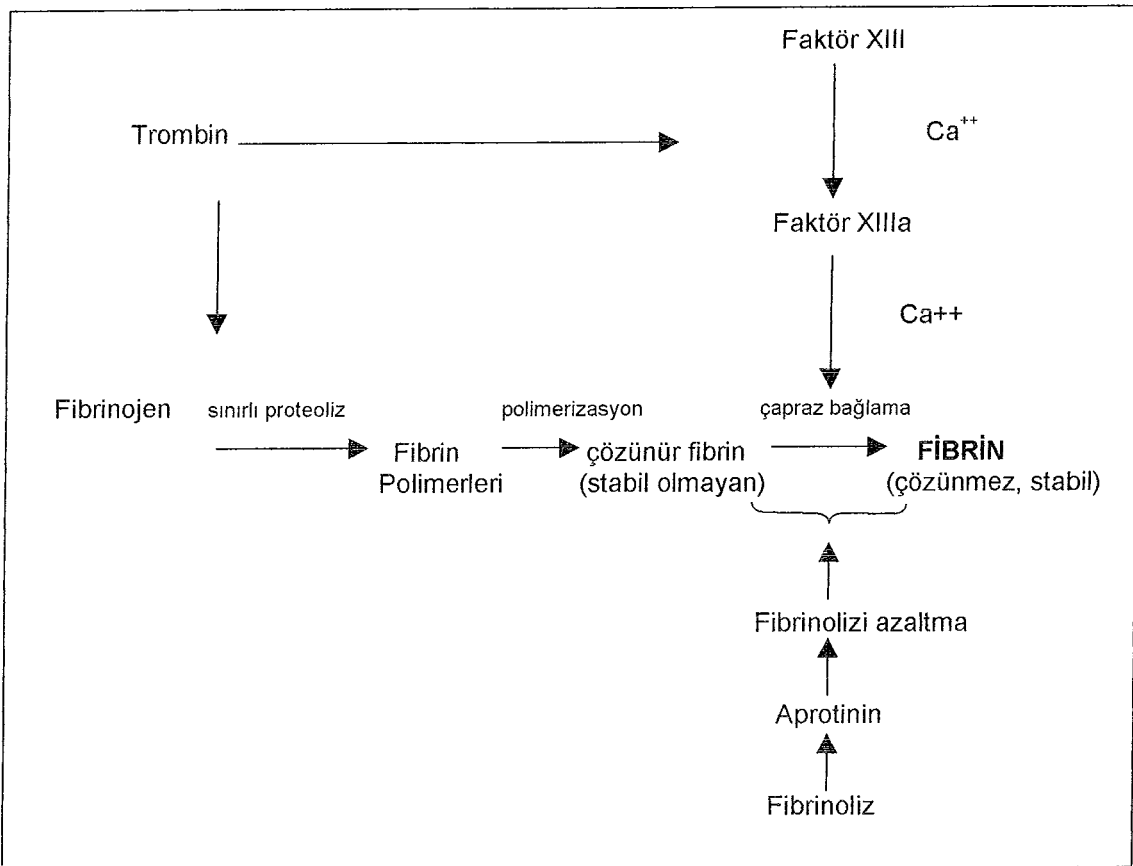 Faktör XIII
Trombin
Ca++
Faktör XIIIa
Ca++
Fibrinojen
sınırlı proteoliz
polimerizasyon
çapraz bağlama
Fibrin
Polimerleri
çözünür fibrin
(stabil olmayan)
FİBRİN
(çözünmez, stabil)
Fibrinolizi azaltma
Aprotinin
Fibrinoliz